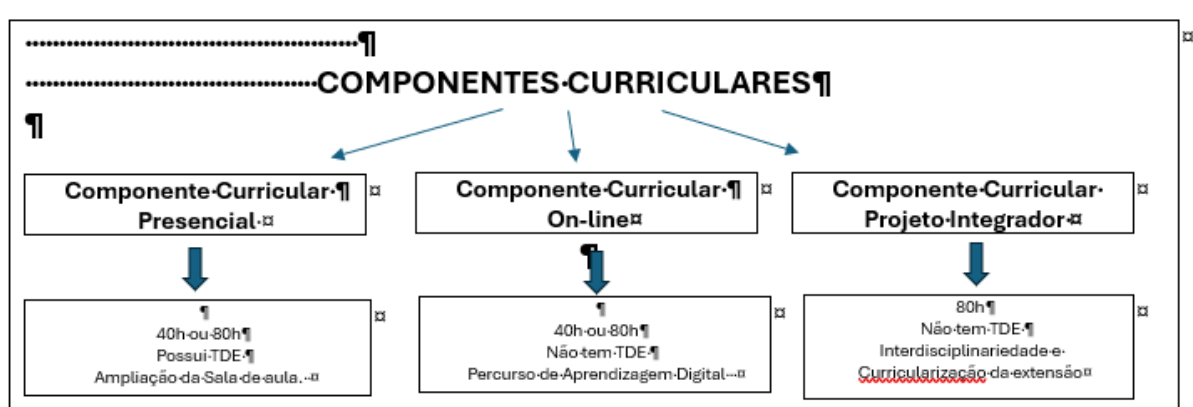 COMPONENTES CURRICULARES
Componente Curricular
Presencial
Componente Curricular
On-line
Componente Curricular
Projeto Integrador
40h ou 80h
Possui TDE
Ampliação da Sala de aula.
40h ou 80h
Não tem TDE
Percurso de Aprendizagem Digital
80h
Não tem TDE
Interdisciplinariedade e
Curricularização da extensão